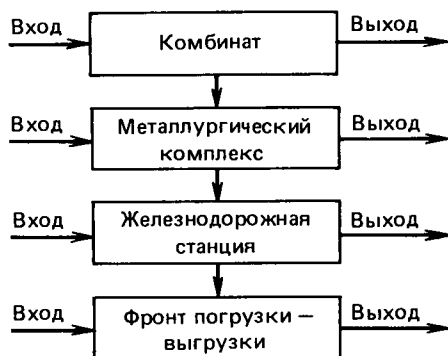 Вход
Комбинат
Выход
Вход
Металлургический
комплекс
Выход
Вход
Железнодорожная
станция
Выход
Вход
Фронт погрузки —
выгрузки
Выход